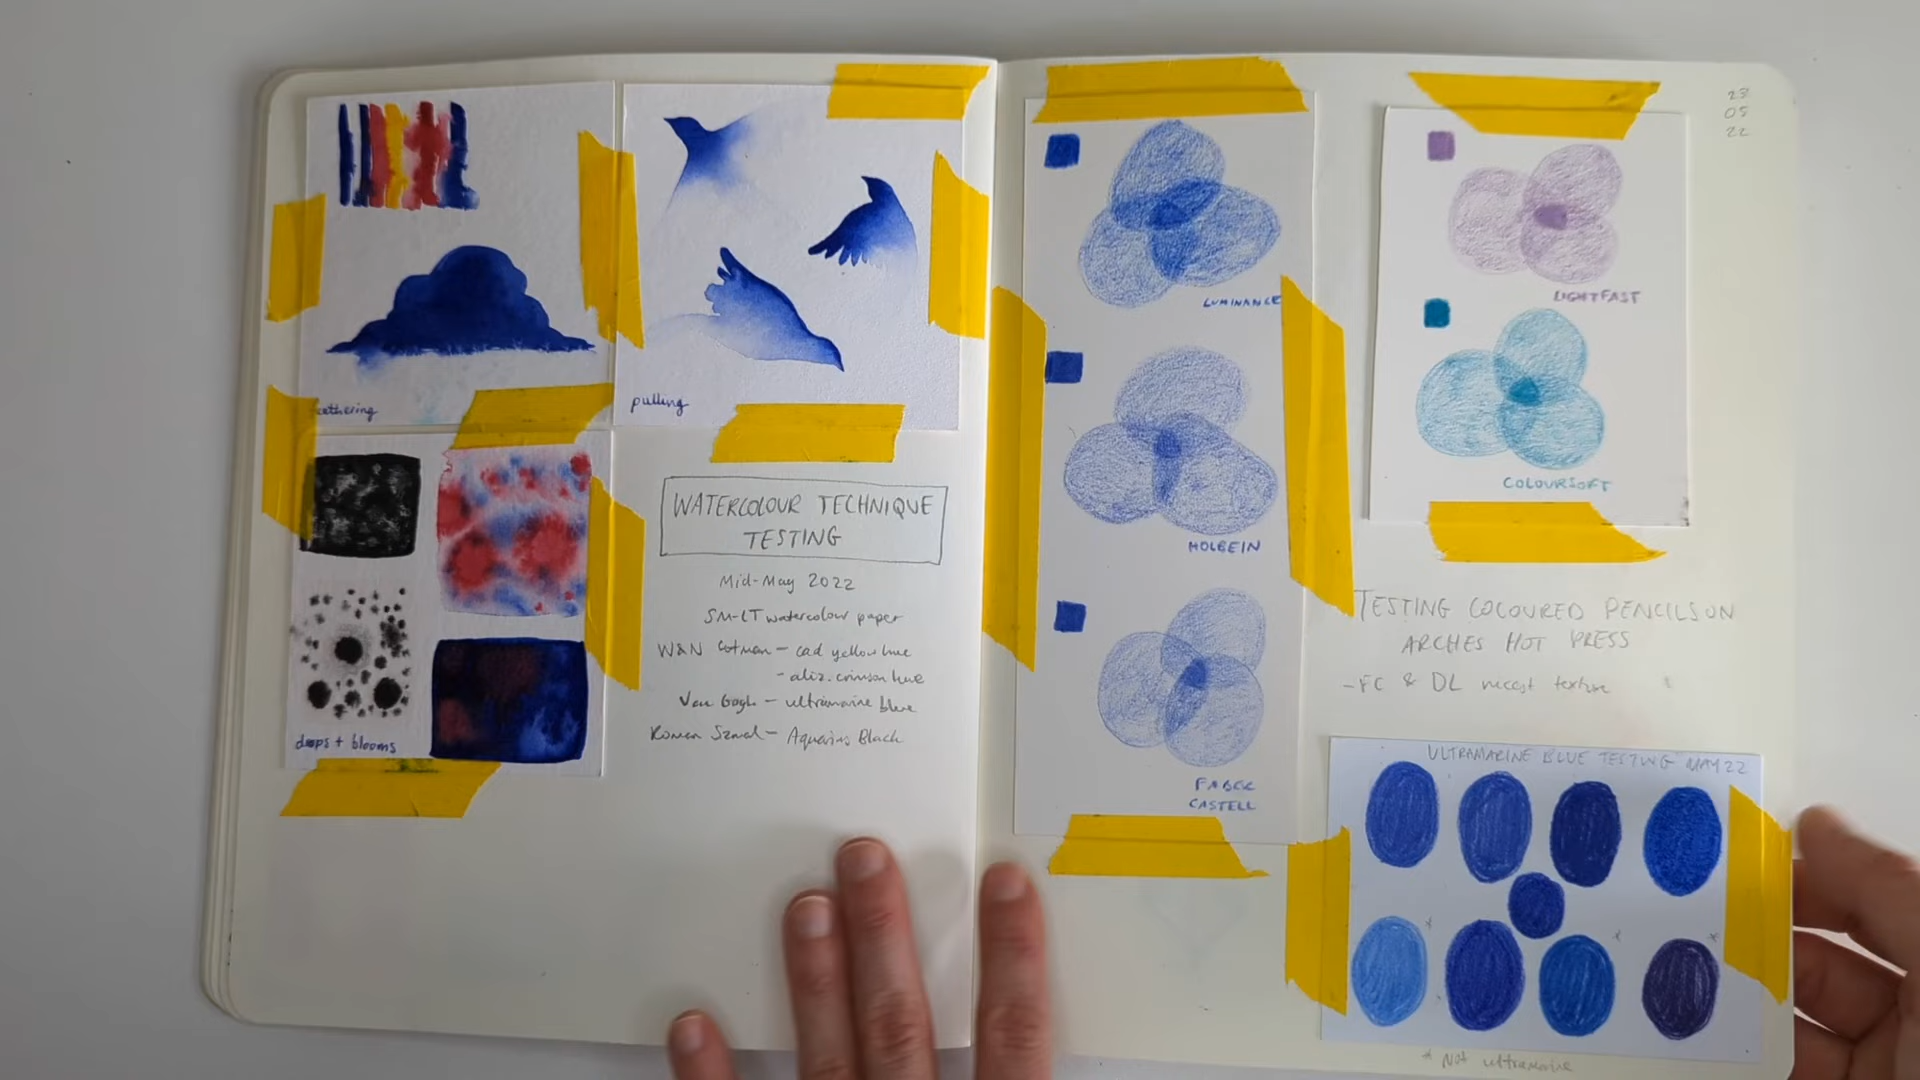 feathering
pulling
drops + blooms
WATERCOLOUR TECHNIQUE
TESTING
Mid-May 2022
SM-LT watercolour paper
W&N Cotman - cad yellow hue
- aliz. crimson hue
Van Gogh - ultramarine blue
Roman Szmal - Aquarius Black
LUMINANCE
HOLBEIN
FABER
CASTELL
23
05
22
LIGHTFAST
COLOURSOFT
TESTING COLOURED PENCILS ON
ARCHES HOT PRESS
- FC & DL nicest texture
ULTRAMARINE BLUE TESTING MAY 22
* Not ultramarine